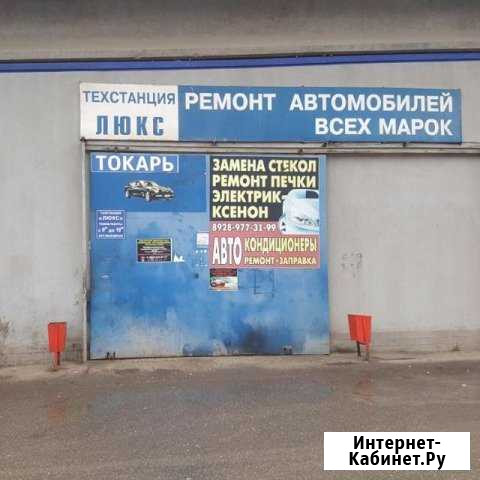 ТЕХСТАНЦИЯ
ЛЮКС
РЕМОНТ АВТОМОБИЛЕЙ
ВСЕХ МАРОК
ТОКАРЬ
ЗАМЕНА СТЕКОЛ
РЕМОНТ ПЕЧКИ
ЭЛЕКТРИК-
КСЕНОН
8928-977-31-99
АВТО КОНДИЦИОНЕРЫ
РЕМОНТ-ЗАПРАВКА
«ЛЮКС»
Интернет-
Кабинет.Ру